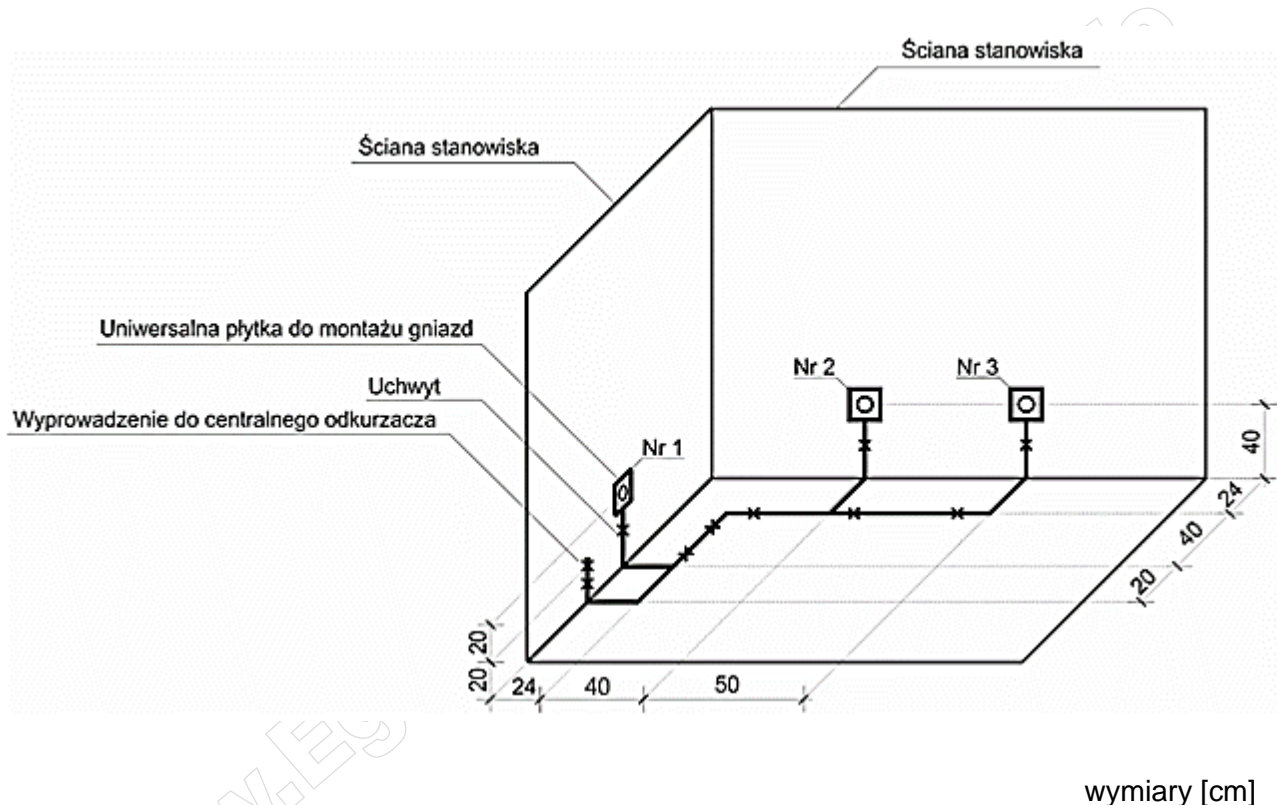 Ściana stanowiska
Ściana stanowiska
Uniwersalna płytka do montażu gniazd
Uchwyt
Wyprowadzenie do centralnego odkurzacza
Nr 1
Nr 2
Nr 3
40
24
40
20
20
20
24
40
50
wymiary [cm]